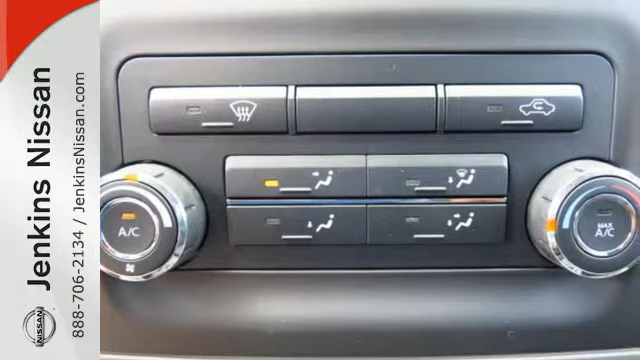 Jenkins Nissan
888-706-2134 / JenkinsNissan.com
NISSAN
A/C
MAX
A/C